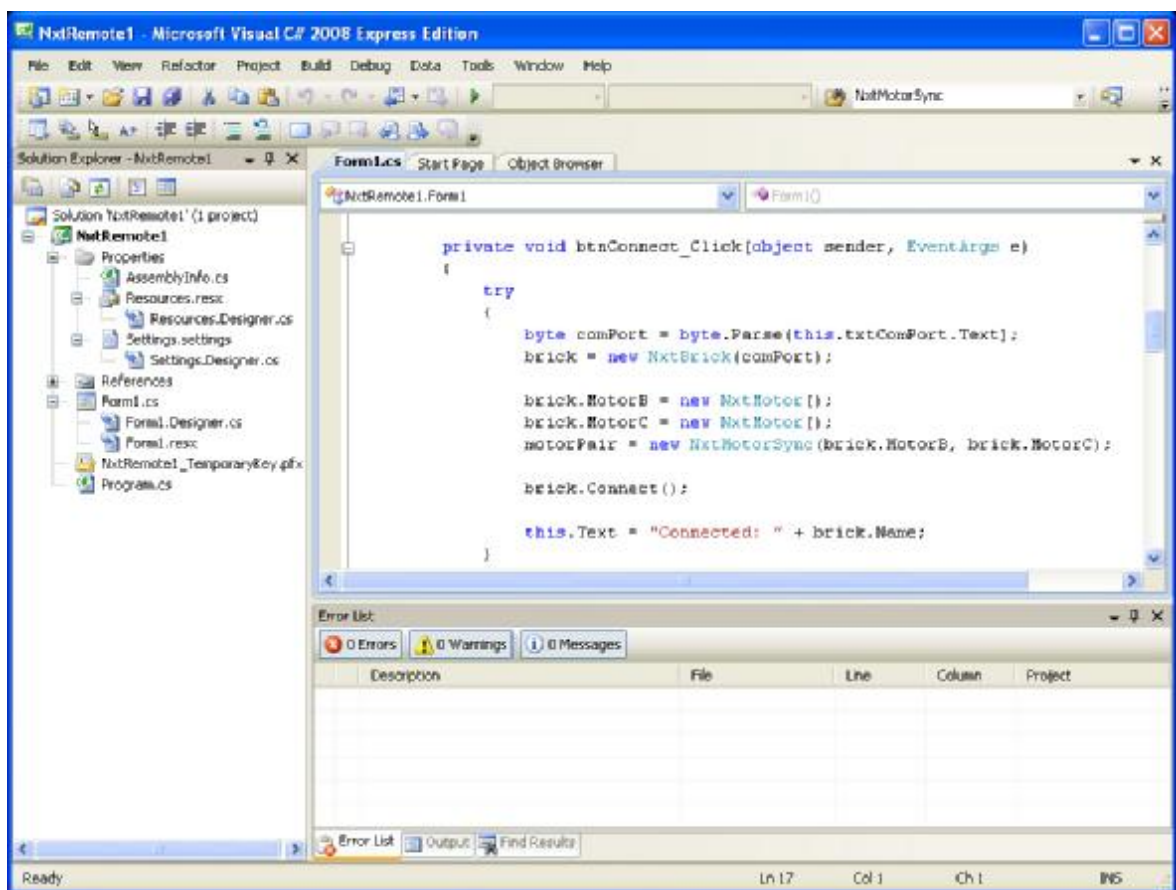 NxtRemote1 - Microsoft Visual C# 2008 Express Edition
File Edit View Refactor Project Build Debug Data Tools Window Help
NxtMotorSync
Solution Explorer - NxtRemote1
Form1.cs Start Page Object Browser
NxtRemote1.Form1 Form1()
Solution 'NxtRemote1' (1 project)
NxtRemote1
Properties
AssemblyInfo.cs
Resources.resx
Resources.Designer.cs
Settings.settings
Settings.Designer.cs
References
Form1.cs
Form1.Designer.cs
Form1.resx
NxtRemote1_TemporaryKey.pfx
Program.cs
private void btnConnect_Click(object sender, EventArgs e)
{
try
{
byte comPort = byte.Parse(this.txtComPort.Text);
brick = new NxtBrick(comPort);
brick.MotorB = new NxtMotor();
brick.MotorC = new NxtMotor();
motorPair = new NxtMotorSync(brick.MotorB, brick.MotorC);
brick.Connect();
this.Text = "Connected: " + brick.Name;
}
Error List
0 Errors 0 Warnings 0 Messages
Description File Line Column Project
Error List Output Find Results
Ready Ln 17 Col 1 Ch 1 INS